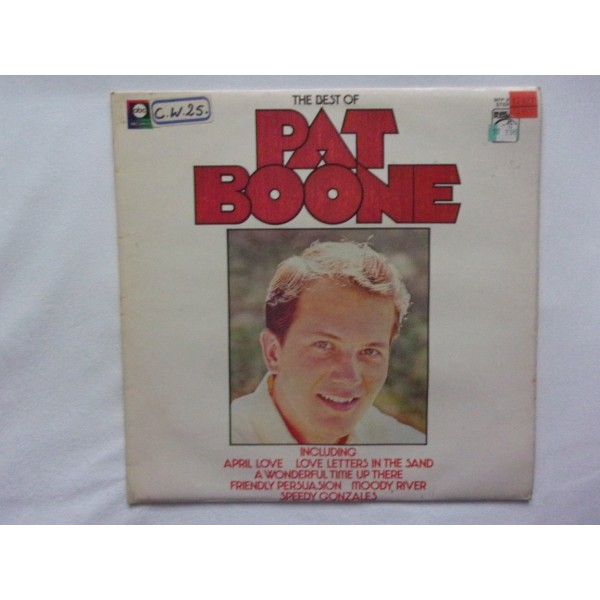 abc
C.W.25.
THE BEST OF
PAT
BOONE
INCLUDING
APRIL LOVE LOVE LETTERS IN THE SAND
A WONDERFUL TIME UP THERE
FRIENDLY PERSUASION MOODY RIVER
SPEEDY GONZALES